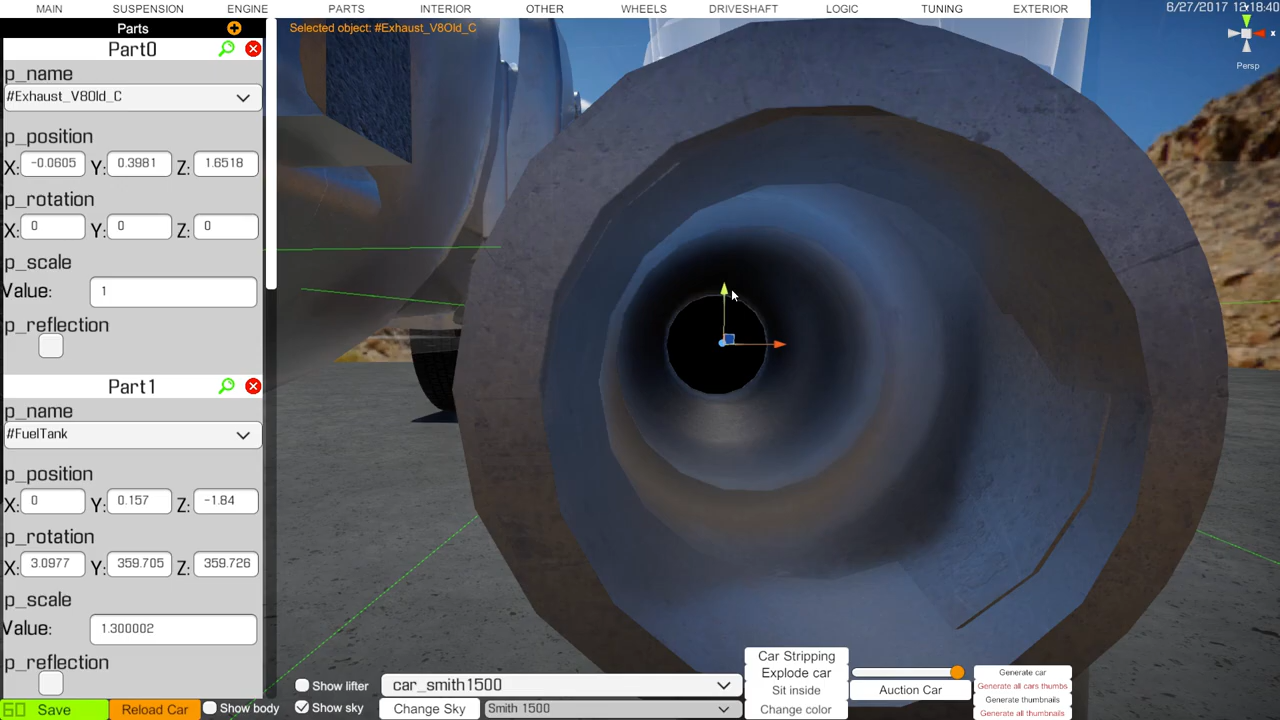 MAIN SUSPENSION ENGINE PARTS INTERIOR OTHER WHEELS DRIVESHAFT LOGIC TUNING EXTERIOR 6/27/2017 12:18:40
Parts
Selected object: #Exhaust_V8Old_C
Part0
p_name
#Exhaust_V8Old_C
p_position
X: -0.0605 Y: 0.3981 Z: 1.6518
p_rotation
X: 0 Y: 0 Z: 0
p_scale
Value: 1
p_reflection
Part1
p_name
#FuelTank
p_position
X: 0 Y: 0.157 Z: -1.84
p_rotation
X: 3.0977 Y: 359.705 Z: 359.726
p_scale
Value: 1.300002
p_reflection
60 Save Reload Car Show body
Show lifter car_smith1500
Show sky Change Sky Smith 1500
Car Stripping
Explode car
Sit inside
Change color
Auction Car
Generate car
Generate all cars thumbs
Generate thumbnails
Generate all thumbnails
x
Persp